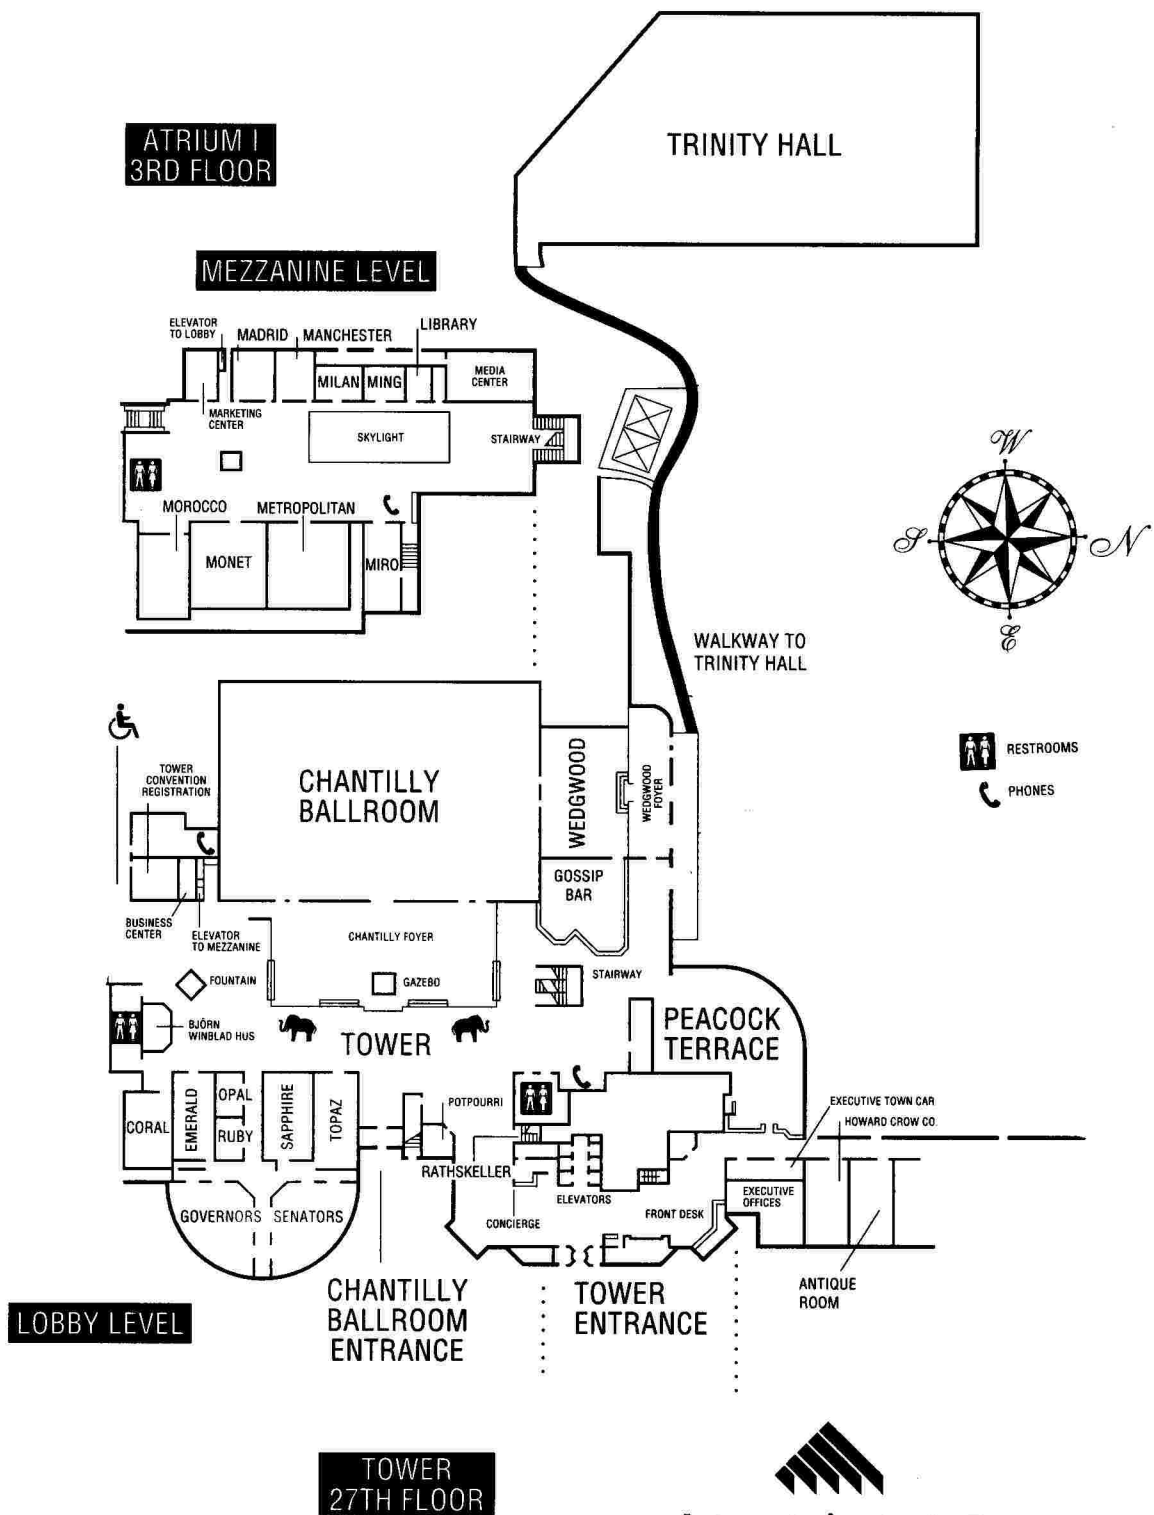 TRINITY HALL
ATRIUM I
3RD FLOOR
MEZZANINE LEVEL
ELEVATOR
TO LOBBY
MADRID
MANCHESTER
LIBRARY
MILAN
MING
MEDIA
CENTER
MARKETING
CENTER
SKYLIGHT
STAIRWAY
MOROCCO
METROPOLITAN
MONET
MIRO
W
S
N
E
WALKWAY TO
TRINITY HALL
RESTROOMS
PHONES
TOWER
CONVENTION
REGISTRATION
CHANTILLY
BALLROOM
WEDGWOOD
WEDGWOOD
FOYER
GOSSIP
BAR
BUSINESS
CENTER
ELEVATOR
TO MEZZANINE
CHANTILLY FOYER
FOUNTAIN
GAZEBO
STAIRWAY
BJÖRN
WINBLAD HUS
TOWER
PEACOCK
TERRACE
CORAL
EMERALD
OPAL
RUBY
SAPPHIRE
TOPAZ
POTPOURRI
EXECUTIVE TOWN CAR
HOWARD CROW CO.
RATHSKELLER
ELEVATORS
EXECUTIVE
OFFICES
GOVERNORS
SENATORS
CONCIERGE
FRONT DESK
CHANTILLY
BALLROOM
ENTRANCE
TOWER
ENTRANCE
ANTIQUE
ROOM
LOBBY LEVEL
TOWER
27TH FLOOR